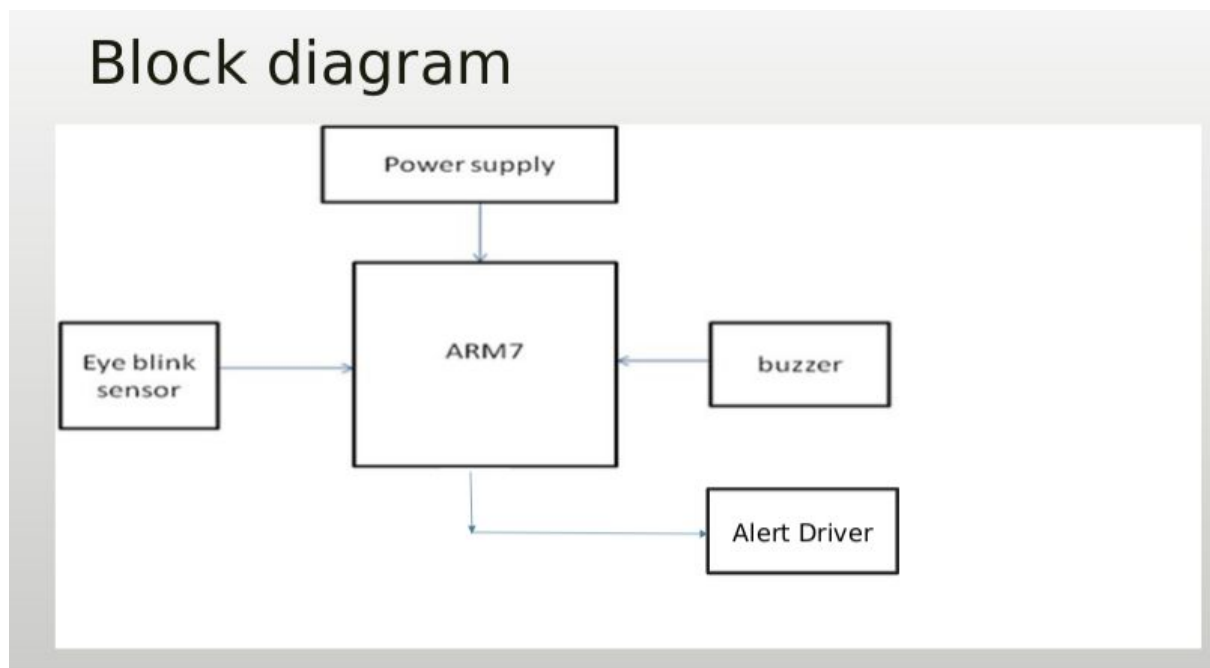 Block diagram
Power supply
Eye blink
sensor
ARM7
buzzer
Alert Driver